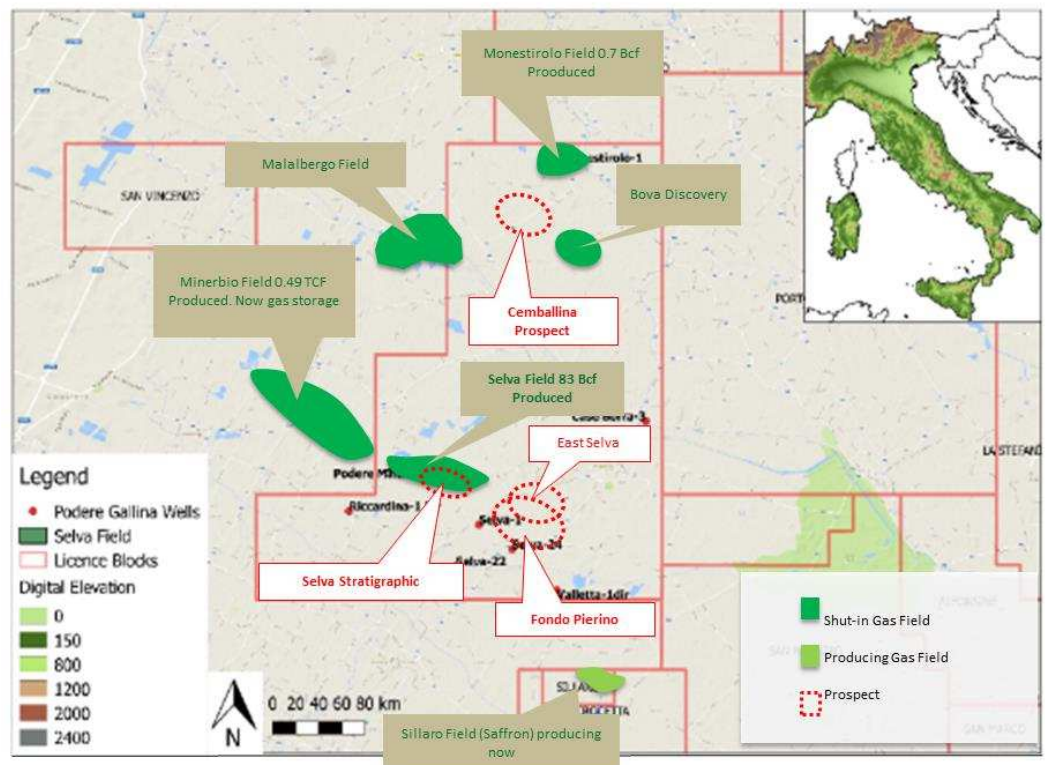 Monestirolo Field 0.7 Bcf
Prooduced
Malalbergo Field
SAN VINCENZO
Bova Discovery
Minerbio Field 0.49 TCF
Produced. Now gas storage
Cemballina
Prospect
Selva Field 83 Bcf
Produced
East Selva
Riccardina-1
Selva-1
Selva-24
Selva-22
Selva Stratigraphic
Valletta-1dir
Fondo Pierino
Legend
Podere Gallina Wells
Selva Field
Licence Blocks
Digital Elevation
0
150
800
1200
2000
2400
N
0 20 40 60 80 km
Sillaro Field (Saffron) producing
now
Shut-in Gas Field
Producing Gas Field
Prospect
SAN MARCO